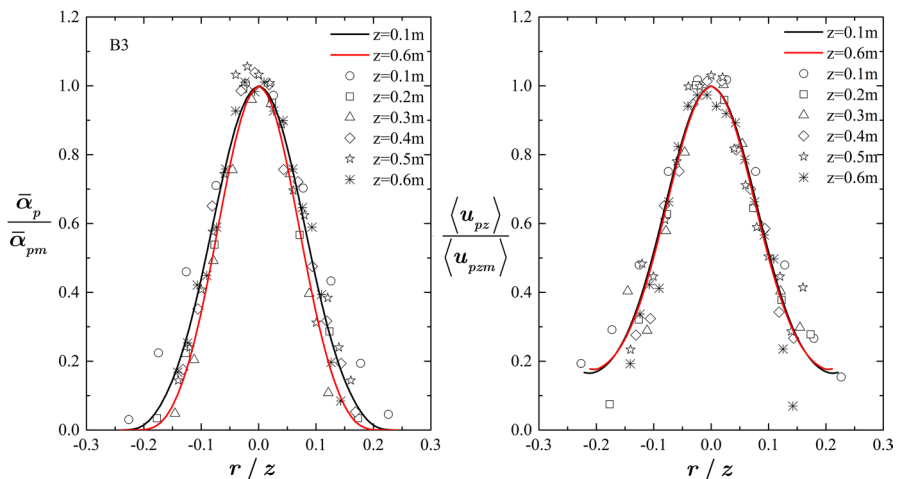 B3
z=0.1m
z=0.6m
z=0.1m
z=0.2m
z=0.3m
z=0.4m
z=0.5m
z=0.6m
1.2
1.0
0.8
0.6
0.4
0.2
0.0
-0.3 -0.2 -0.1 0.0 0.1 0.2 0.3
r / z
ᾱ_p
ᾱ_pm
z=0.1m
z=0.6m
z=0.1m
z=0.2m
z=0.3m
z=0.4m
z=0.5m
z=0.6m
1.2
1.0
0.8
0.6
0.4
0.2
0.0
-0.3 -0.2 -0.1 0.0 0.1 0.2 0.3
r / z
⟨u_pz⟩
⟨u_pzm⟩